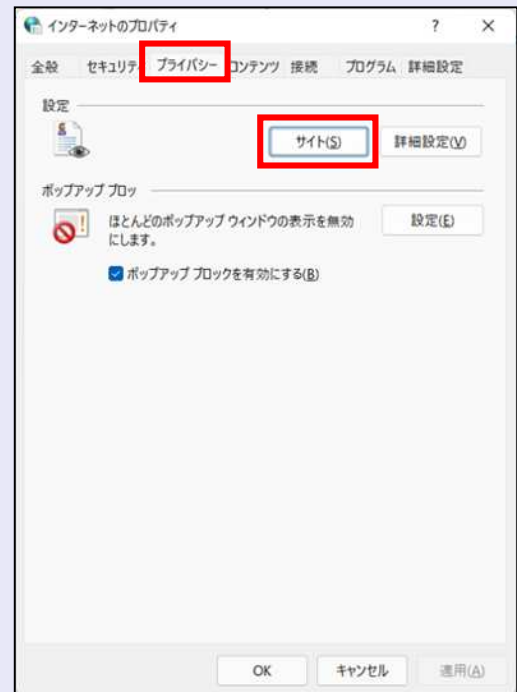 インターネットのプロパティ ? ×
全般 セキュリティ プライバシー コンテンツ 接続 プログラム 詳細設定
設定
サイト(S) 詳細設定(V)
ポップアップ ブロッ
ほとんどのポップアップ ウィンドウの表示を無効 設定(E)
にします。
ポップアップ ブロックを有効にする(B)
OK キャンセル 適用(A)